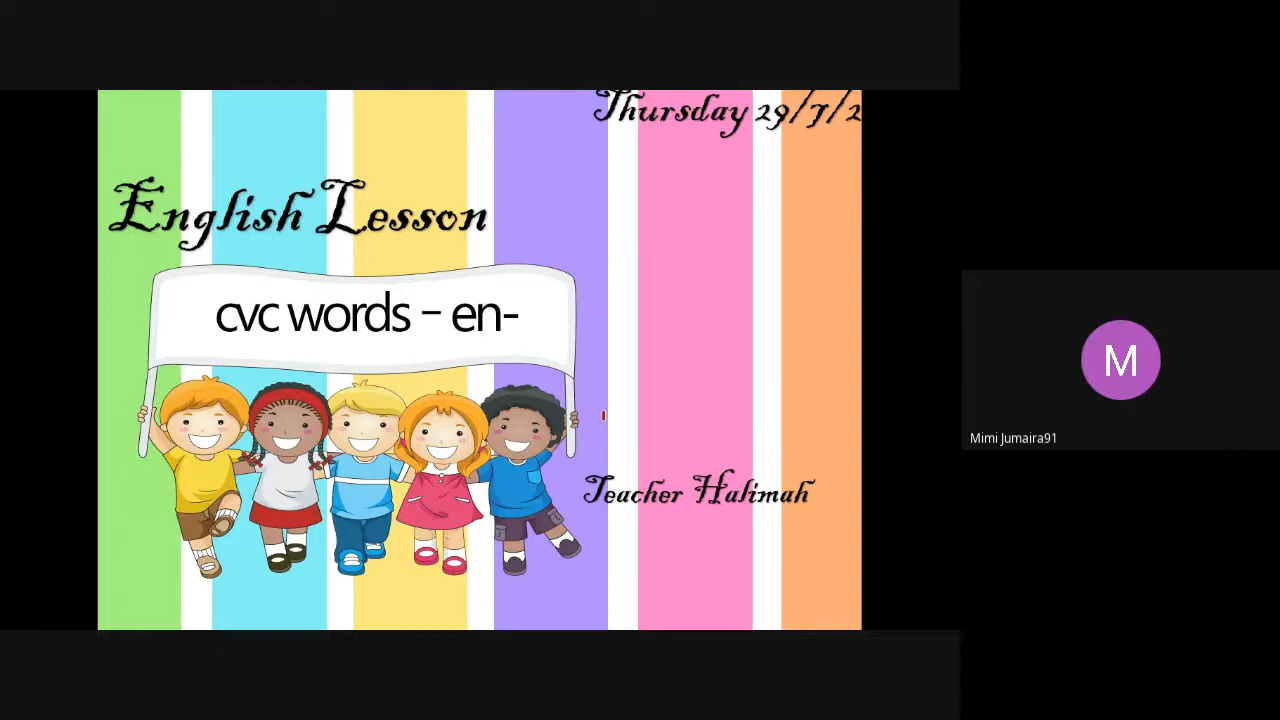 Thursday 29/7/2
English Lesson
cvc words - en-
Teacher Halimah
M
Mimi Jumaira91